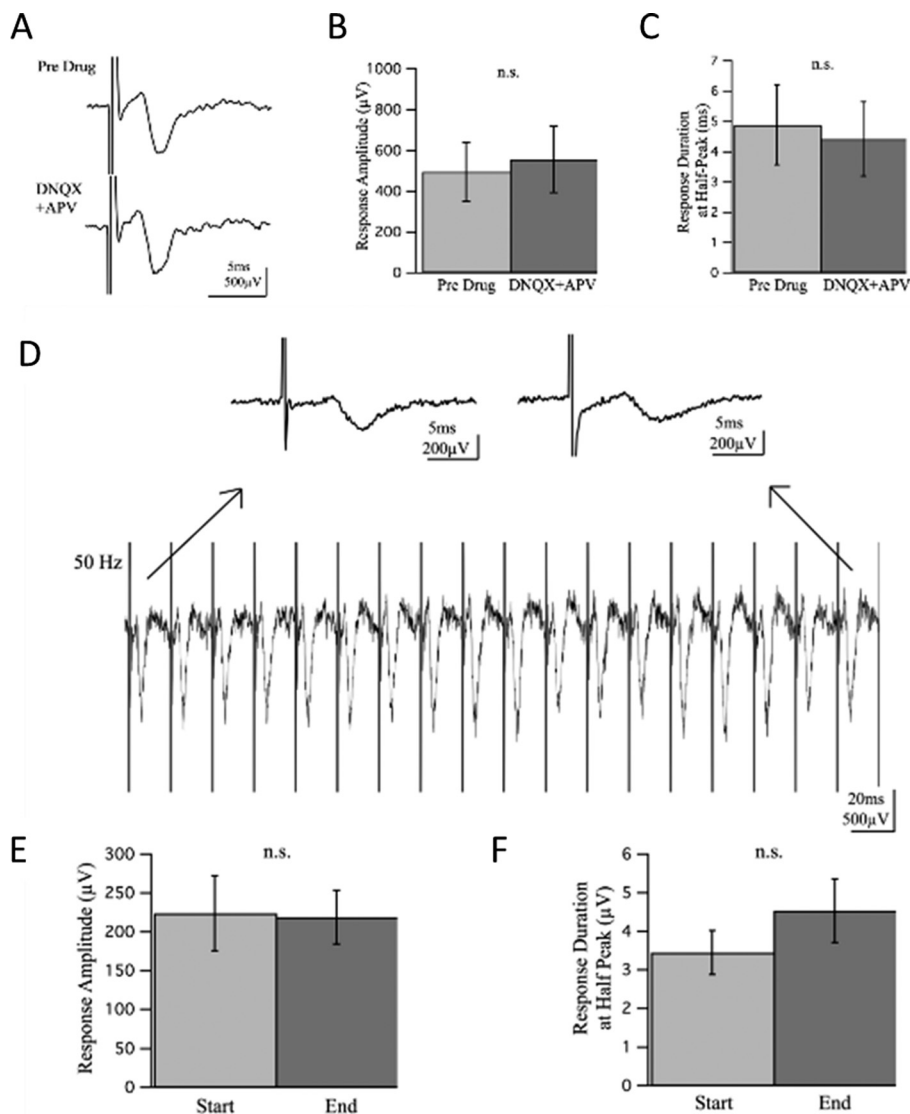 A
Pre Drug
DNQX
+APV
5ms
500µV
B
n.s.
Response Amplitude (µV)
1000
800
600
400
200
0
Pre Drug
DNQX+APV
C
n.s.
Response Duration
at Half-Peak (ms)
7
6
5
4
3
2
1
0
Pre Drug
DNQX+APV
D
5ms
200µV
5ms
200µV
50 Hz
20ms
500µV
E
n.s.
Response Amplitude (µV)
300
250
200
150
100
50
0
Start
End
F
n.s.
Response Duration
at Half Peak (µV)
6
5
4
3
2
1
0
Start
End